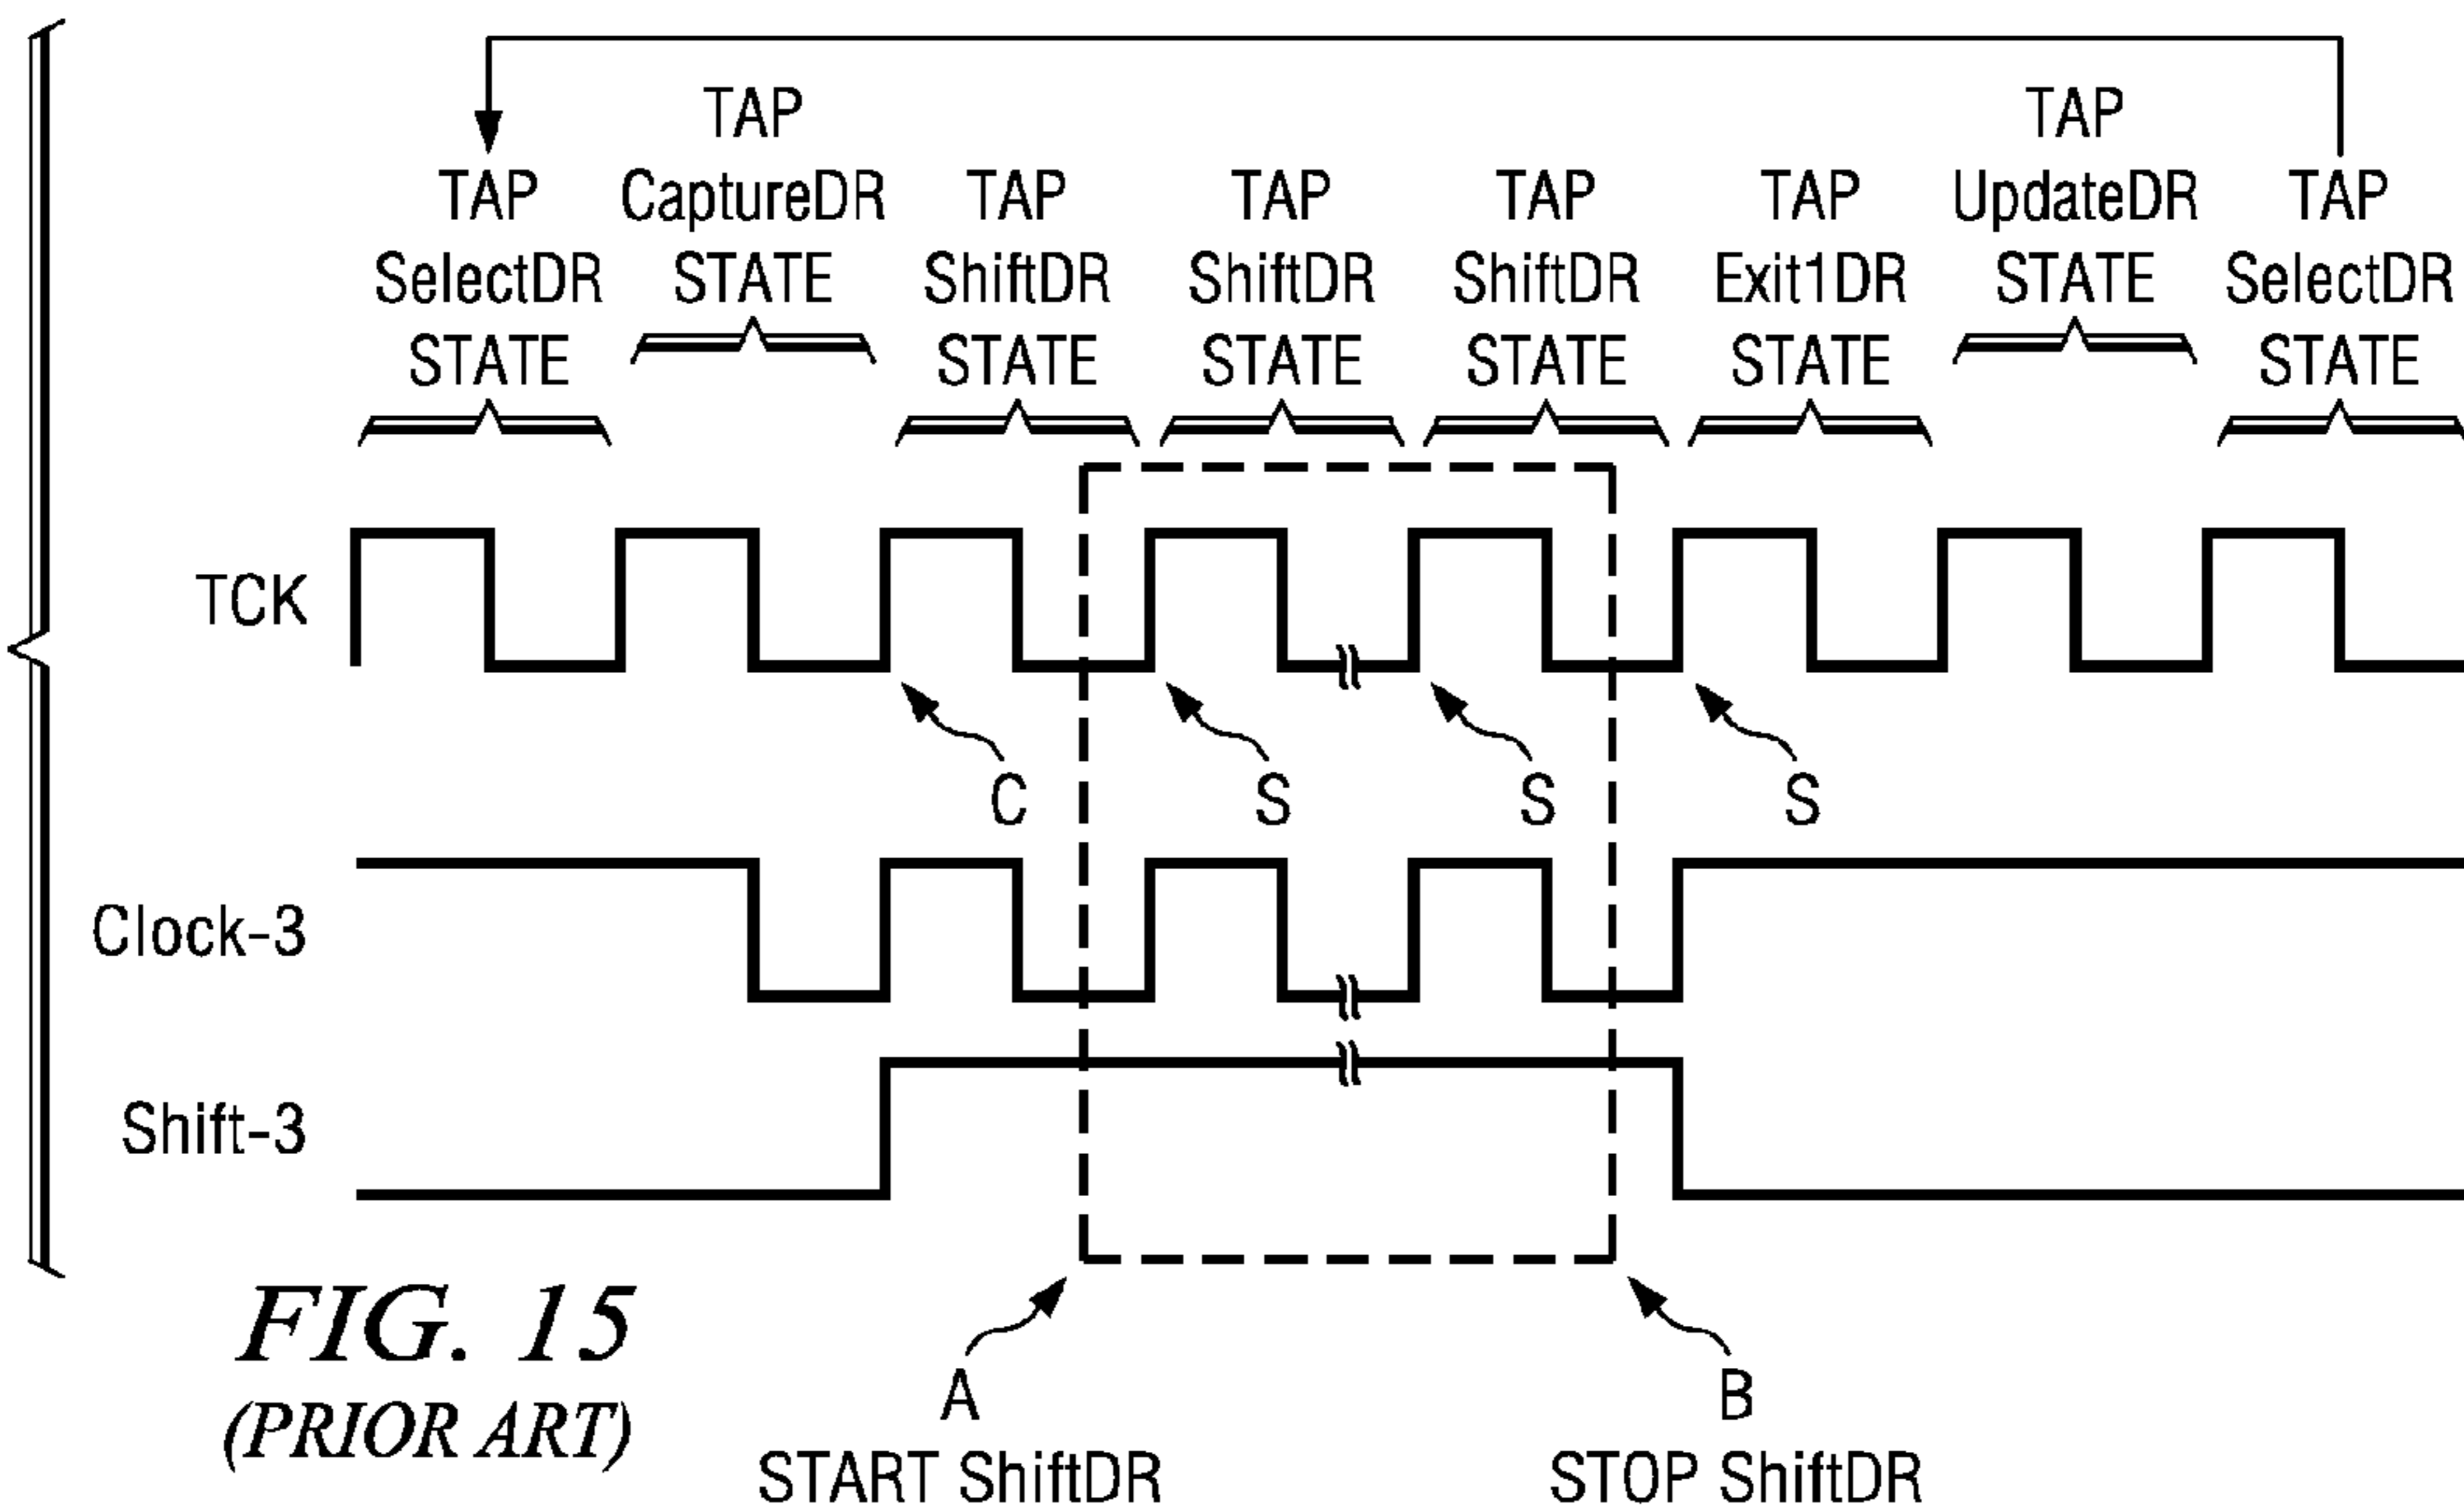 TAP
SelectDR
STATE
TAP
CaptureDR
STATE
TAP
ShiftDR
STATE
TAP
ShiftDR
STATE
TAP
ShiftDR
STATE
TAP
Exit1DR
STATE
TAP
UpdateDR
STATE
TAP
SelectDR
STATE
TCK
C
S
S
S
Clock-3
Shift-3
A
START ShiftDR
B
STOP ShiftDR
FIG. 15
(PRIOR ART)